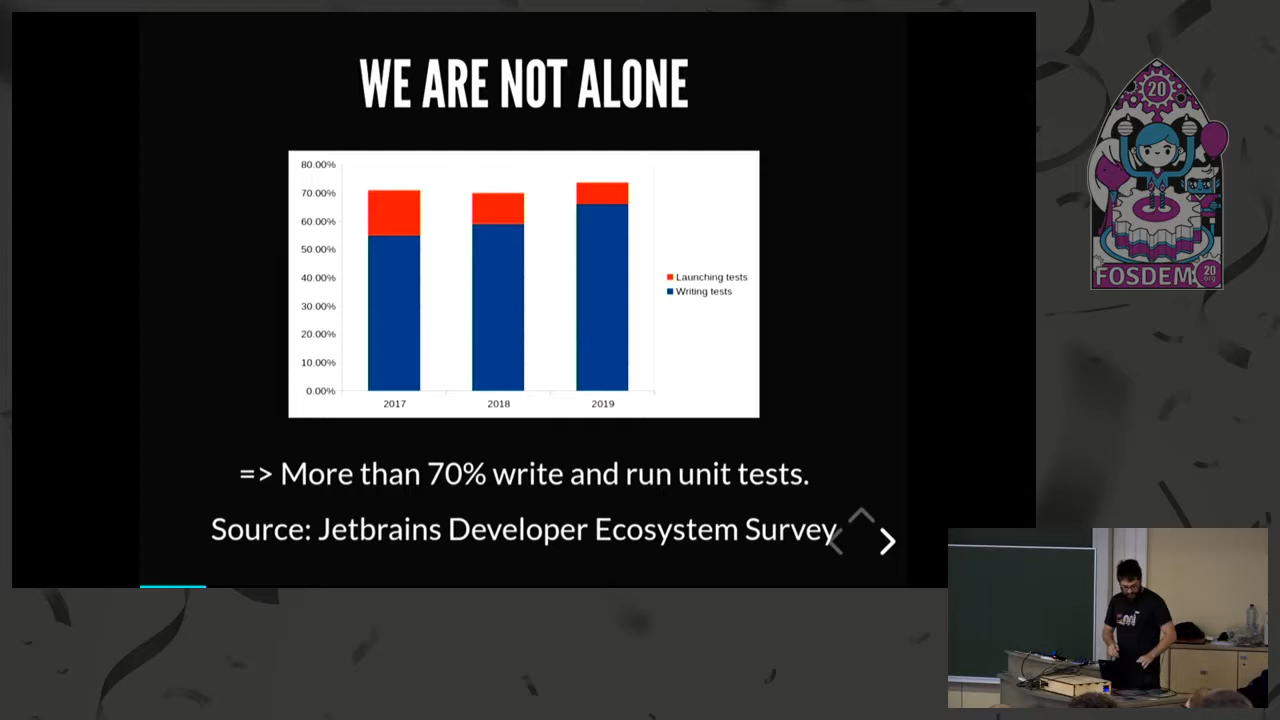 WE ARE NOT ALONE
80.00%
70.00%
60.00%
50.00%
40.00%
30.00%
20.00%
10.00%
0.00%
2017
2018
2019
Launching tests
Writing tests
=> More than 70% write and run unit tests.
Source: Jetbrains Developer Ecosystem Survey
20
FOSDEM
20
org